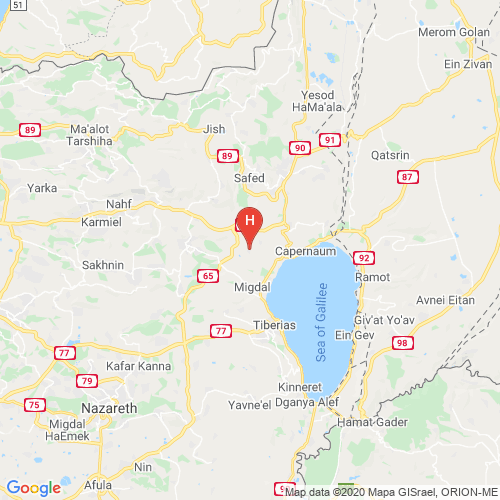 51
Merom Golan
Ein Zivan
Yesod
HaMa'ala
89
Ma'alot
Tarshiha
Jish
91
90
89
Qatsrin
Safed
87
Yarka
Nahf
Karmiel
H
Capernaum
92
Sakhnin
65
Ramot
Migdal
Avnei Eitan
Sea of Galilee
Giv'at Yo'av
Tiberias
77
Ein Gev
98
77
Kafar Kanna
79
Kinneret
Dganya Alef
75
Nazareth
Yavne'el
Migdal
HaEmek
Hamat Gader
Nin
Afula
Google
Map data ©2020 Mapa GISrael, ORION-ME